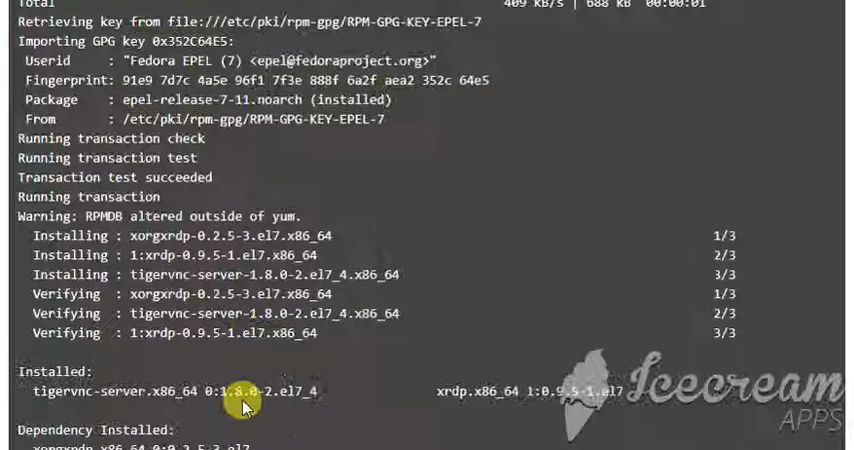 Total 409 kB/s | 688 kB 00:00:01
Retrieving key from file:///etc/pki/rpm-gpg/RPM-GPG-KEY-EPEL-7
Importing GPG key 0x352C64E5:
Userid : "Fedora EPEL (7) <epel@fedoraproject.org>"
Fingerprint: 91e9 7d7c 4a5e 96f1 7f3e 888f 6a2f aea2 352c 64e5
Package : epel-release-7-11.noarch (installed)
From : /etc/pki/rpm-gpg/RPM-GPG-KEY-EPEL-7
Running transaction check
Running transaction test
Transaction test succeeded
Running transaction
Warning: RPMDB altered outside of yum.
Installing : xorgxrdp-0.2.5-3.el7.x86_64 1/3
Installing : 1:xrdp-0.9.5-1.el7.x86_64 2/3
Installing : tigervnc-server-1.8.0-2.el7_4.x86_64 3/3
Verifying : xorgxrdp-0.2.5-3.el7.x86_64 1/3
Verifying : tigervnc-server-1.8.0-2.el7_4.x86_64 2/3
Verifying : 1:xrdp-0.9.5-1.el7.x86_64 3/3
Installed:
tigervnc-server.x86_64 0:1.8.0-2.el7_4 xrdp.x86_64 1:0.9.5-1.el7
Icecream
APPS
Dependency Installed:
xorgxrdp.x86_64 0:0.2.5-3.el7